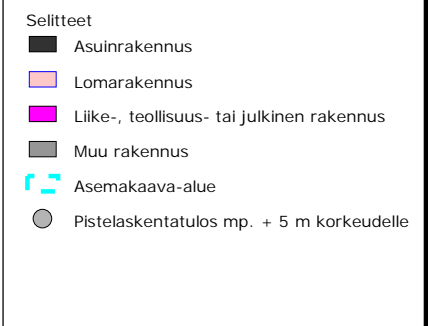 Selitteet
Asuinrakennus
Lomarakennus
Liike-, teollisuus- tai julkinen rakennus
Muu rakennus
Asemakaava-alue
Pistelaskentatulos mp. + 5 m korkeudelle